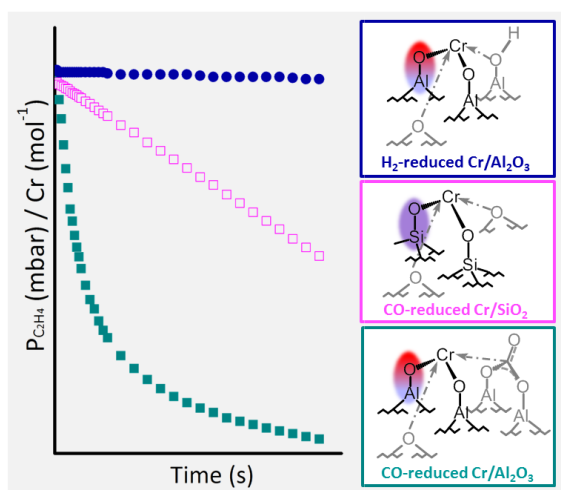 P_C₂H₄ (mbar) / Cr (mol⁻¹)
Time (s)
H
O
Cr
O
O
Al
Al
Al
O
H₂-reduced Cr/Al₂O₃
Cr
O
O
O
Si
Si
O
CO-reduced Cr/SiO₂
O
Cr
O
O
O
O
Al
Al
Al
Al
O
CO-reduced Cr/Al₂O₃